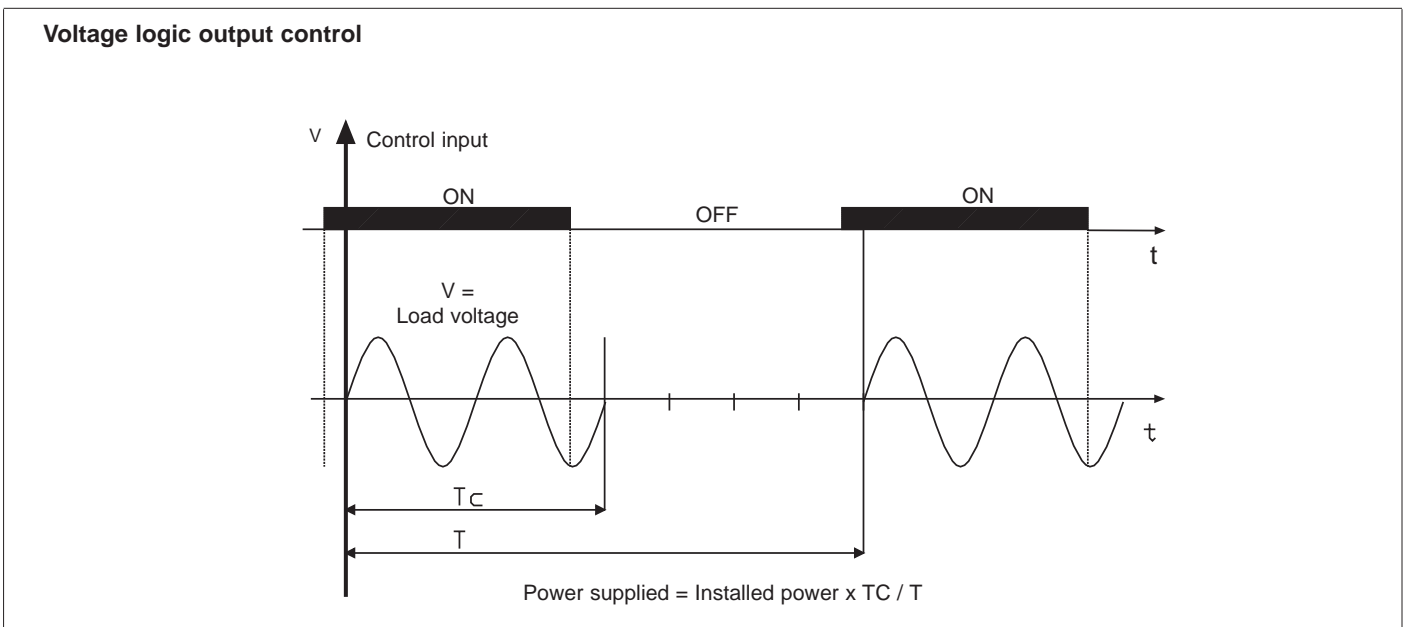 Voltage logic output control
V
Control input
ON
OFF
ON
t
V =
Load voltage
t
TC
T
Power supplied = Installed power x TC / T